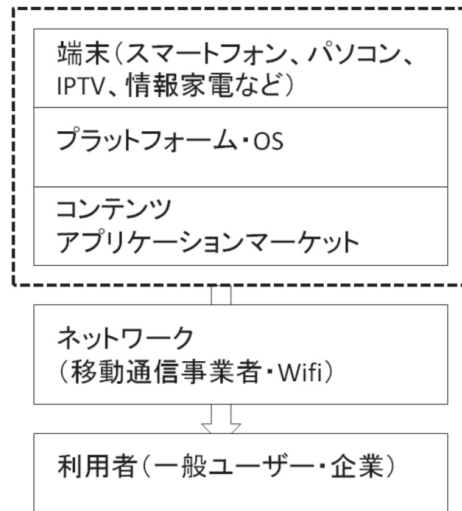 端末(スマートフォン、パソコン、
IPTV、情報家電など)
プラットフォーム・OS
コンテンツ
アプリケーションマーケット
ネットワーク
(移動通信事業者・Wifi)
利用者(一般ユーザー・企業)